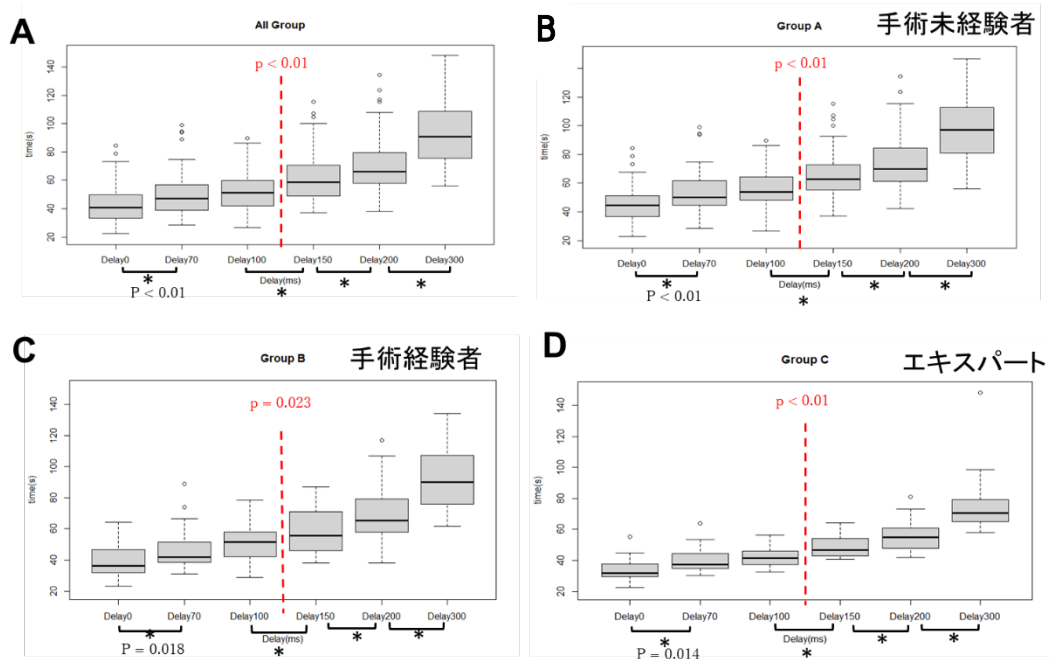 A
All Group
p < 0.01
time(s)
140
120
100
80
60
40
20
Delay0
Delay70
Delay100
Delay150
Delay200
Delay300
Delay(ms)
*
*
*
*
P < 0.01
B
Group A
手術未経験者
p < 0.01
time(s)
120
100
80
60
40
20
Delay0
Delay70
Delay100
Delay150
Delay200
Delay300
Delay(ms)
*
*
*
*
P < 0.01
C
Group B
手術経験者
p = 0.023
time(s)
140
120
100
80
60
40
20
Delay0
Delay70
Delay100
Delay150
Delay200
Delay300
Delay(ms)
*
*
*
*
P = 0.018
D
Group C
エキスパート
p < 0.01
time(s)
140
120
100
80
60
40
20
Delay0
Delay70
Delay100
Delay150
Delay200
Delay300
Delay(ms)
*
*
*
*
P = 0.014